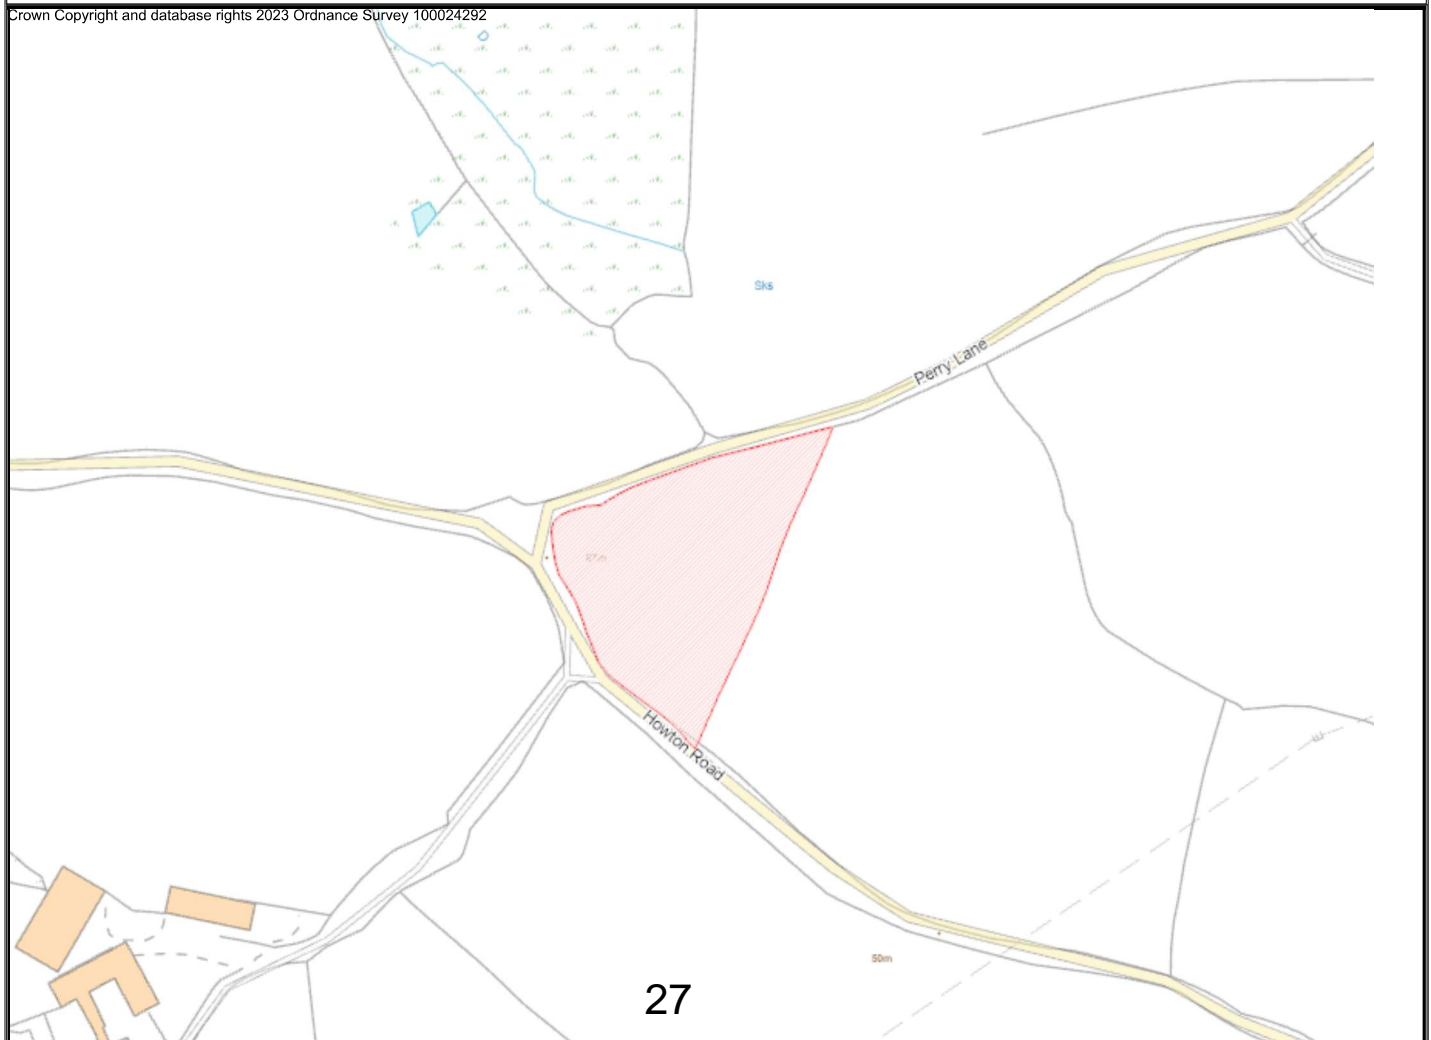 Crown Copyright and database rights 2023 Ordnance Survey 100024292
Sks
Perry Lane
Howton Road
50m
27